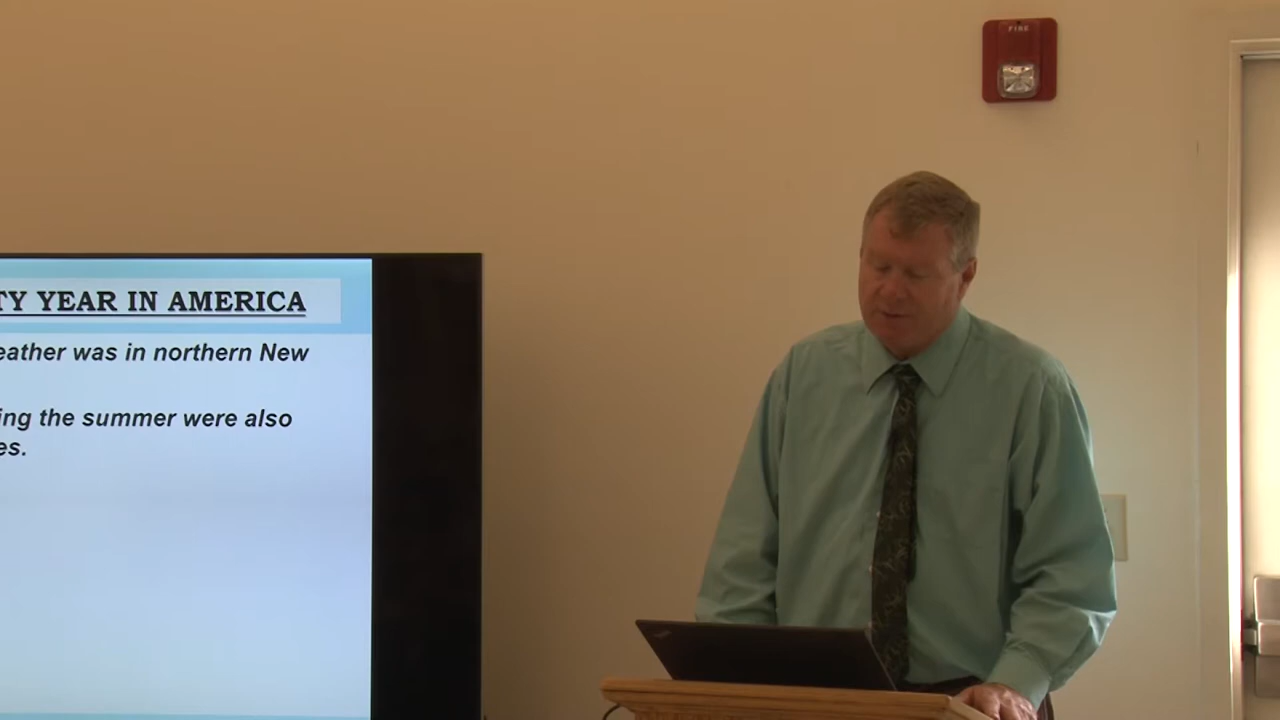 FIRE
TY YEAR IN AMERICA
eather was in northern New
ing the summer were also
es.